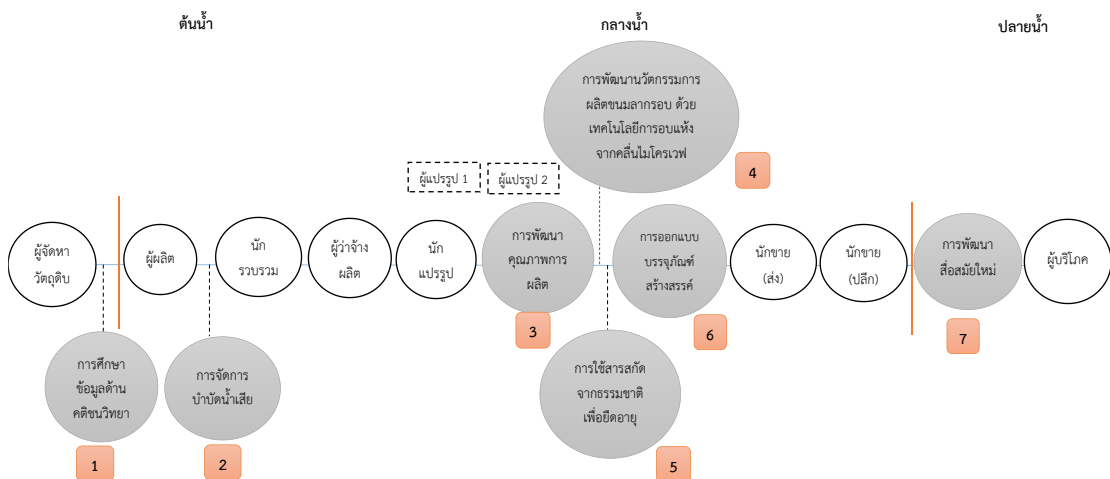 ต้นน้ำ
กลางน้ำ
ปลายน้ำ
การพัฒนานวัตกรรมการ
ผลิตขนมลากรอบ ด้วย
เทคโนโลยีการอบแห้ง
จากคลื่นไมโครเวฟ
4
ผู้แปรรูป 1
ผู้แปรรูป 2
ผู้จัดหา
วัตถุดิบ
ผู้ผลิต
นัก
รวบรวม
ผู้ว่าจ้าง
ผลิต
นัก
แปรรูป
การพัฒนา
คุณภาพการ
ผลิต
3
การออกแบบ
บรรจุภัณฑ์
สร้างสรรค์
6
นักขาย
(ส่ง)
นักขาย
(ปลีก)
การพัฒนา
สื่อสมัยใหม่
7
ผู้บริโภค
การศึกษา
ข้อมูลด้าน
คติชนวิทยา
1
การจัดการ
บำบัดน้ำเสีย
2
การใช้สารสกัด
จากธรรมชาติ
เพื่อยืดอายุ
5